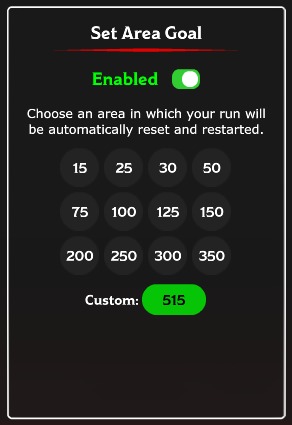 Set Area Goal
Enabled
Choose an area in which your run will
be automatically reset and restarted.
15 25 30 50
75 100 125 150
200 250 300 350
Custom: 515